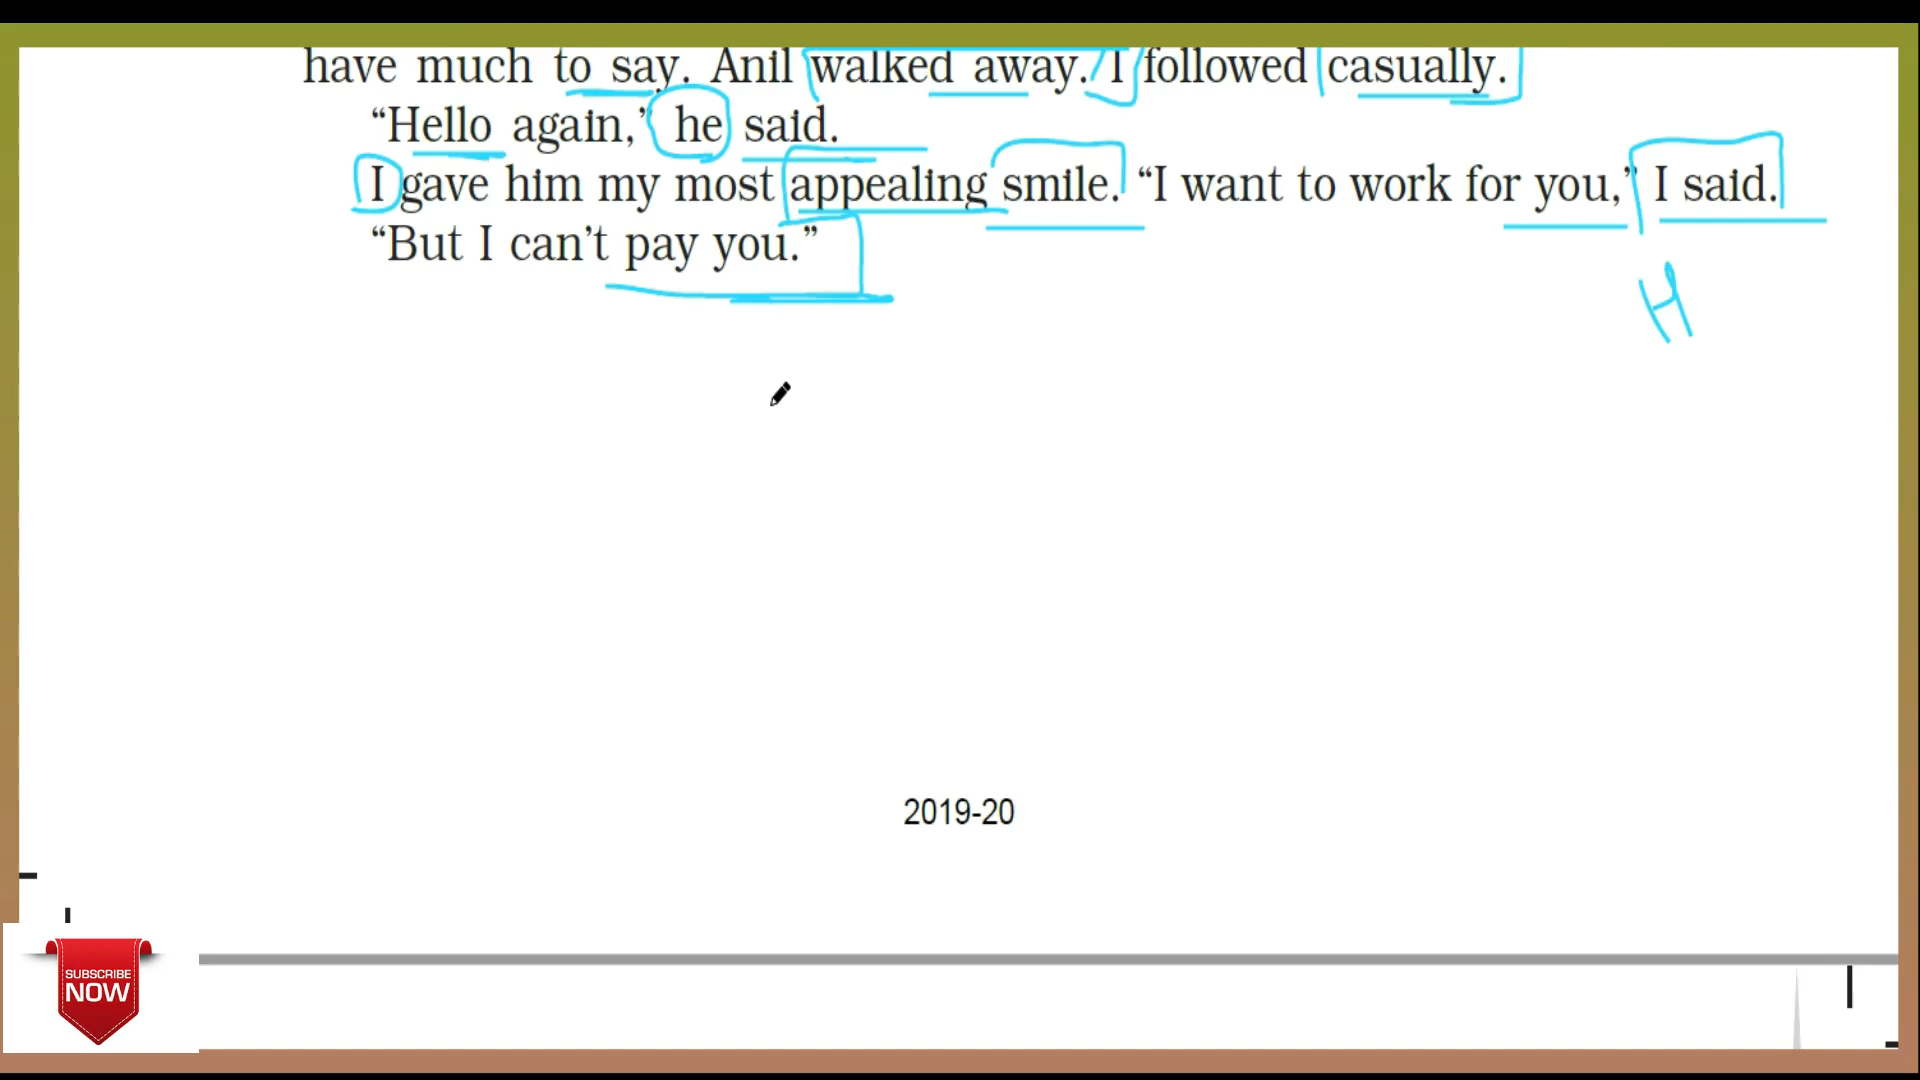 have much to say. Anil walked away. I followed casually.
“Hello again,” he said.
I gave him my most appealing smile. “I want to work for you,” I said.
“But I can’t pay you.”
H
2019-20
SUBSCRIBE
NOW